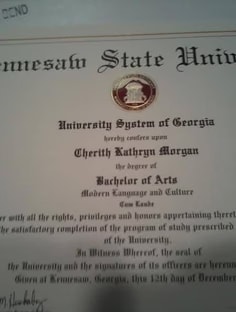 nnesaw State Univ
University System of Georgia
hereby confers upon
Cherith Kathryn Morgan
the degree of
Bachelor of Arts
Modern Language and Culture
Cum Laude
er with all the rights, privileges and honors appertaining theret
the satisfactory completion of the program of study prescribed
of the University.
In Witness Whereof, the seal of
the University and the signatures of its officers are hereun
Given at Kennesaw, Georgia, this 13th day of December